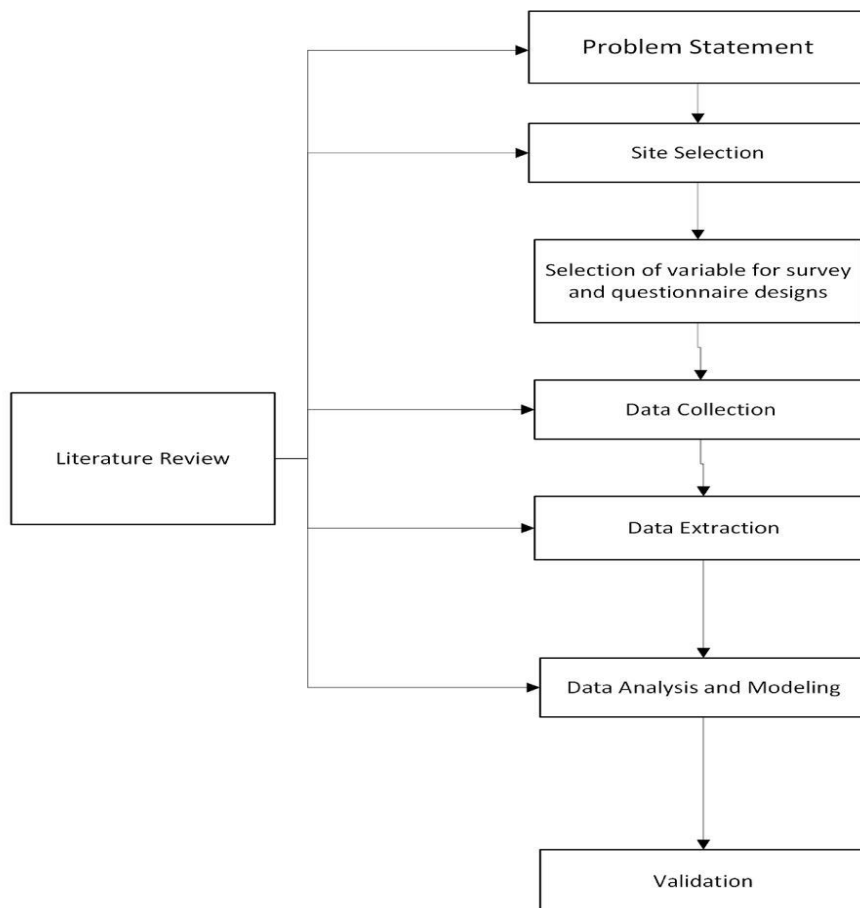 Problem Statement
Site Selection
Selection of variable for survey
and questionnaire designs
Data Collection
Literature Review
Data Extraction
Data Analysis and Modeling
Validation